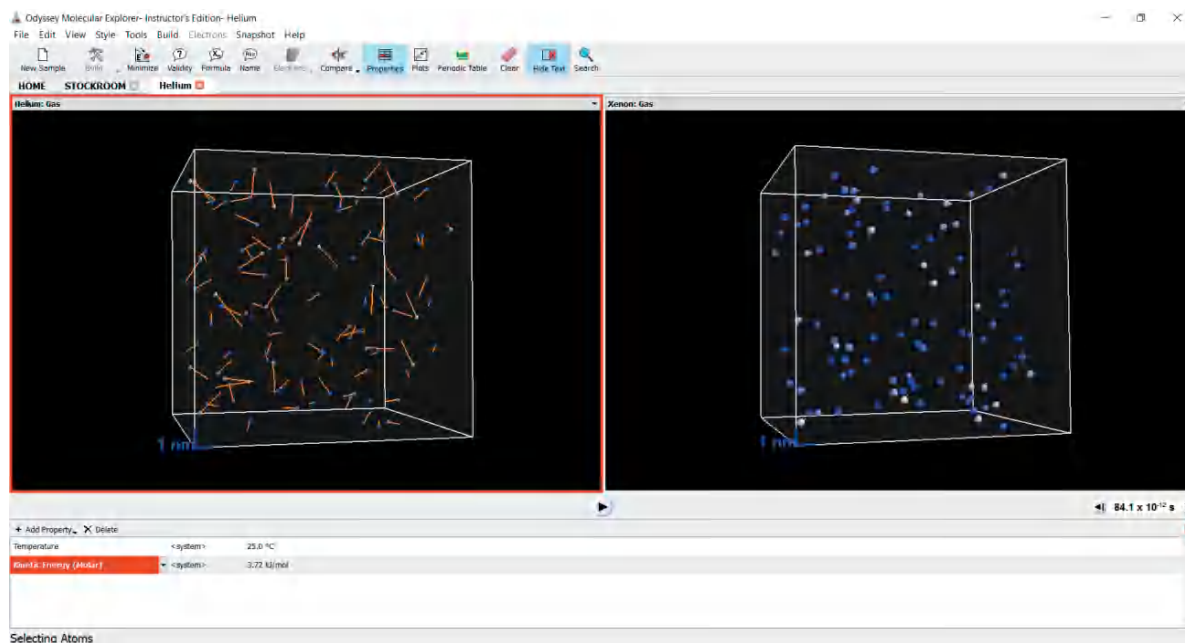 Odyssey Molecular Explorer- Instructor's Edition- Helium
File Edit View Style Tools Build Electrons Snapshot Help
New Sample Build Minimize Validity Formula Name Compare Properties Plots Periodic Table Clear Hide Text Search
HOME STOCKROOM Helium
Helium: Gas
Xenon: Gas
1 nm
1 nm
84.1 x 10⁻¹² s
+ Add Property Delete
Temperature <system> 25.0 °C
Kinetic Energy (Molar) <system> 3.72 kJ/mol
Selecting Atoms